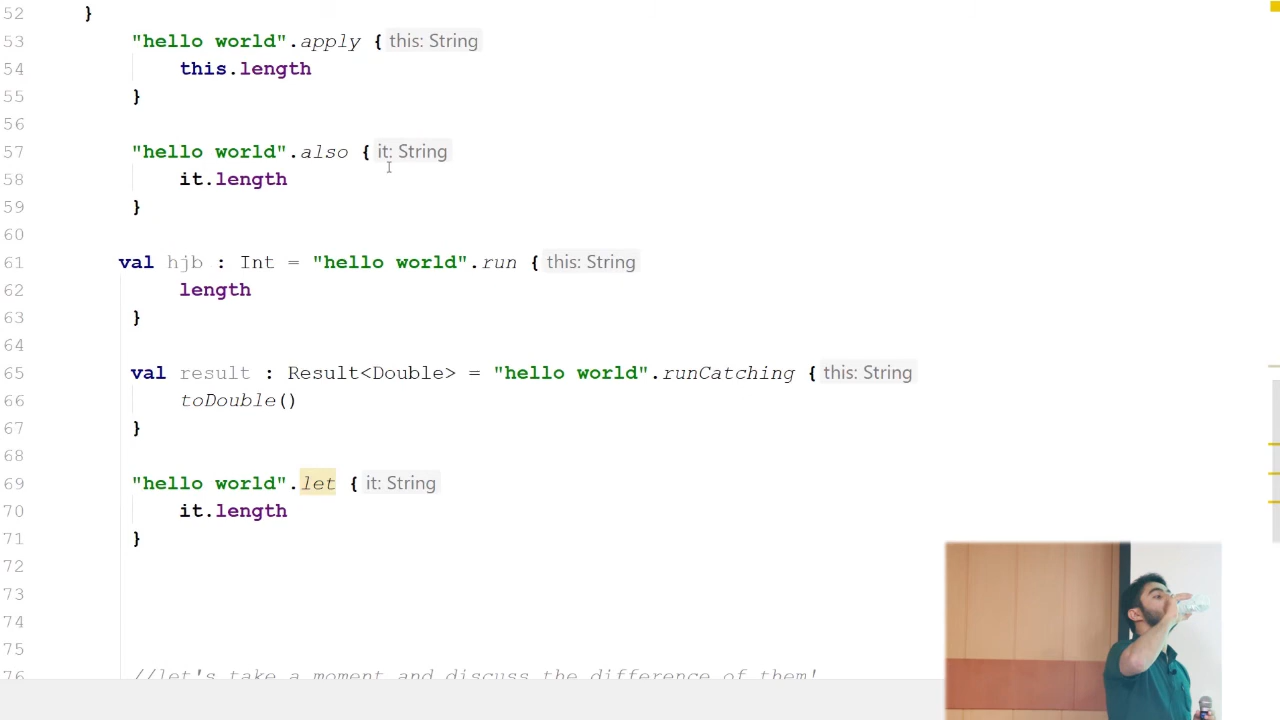 52 }
53 "hello world".apply { this: String
54 this.length
55 }
56
57 "hello world".also { it: String
58 it.length
59 }
60
61 val hjb : Int = "hello world".run { this: String
62 length
63 }
64
65 val result : Result<Double> = "hello world".runCatching { this: String
66 toDouble()
67 }
68
69 "hello world".let { it: String
70 it.length
71 }
72
73
74
75
76 //let's take a moment and discuss the difference of them!